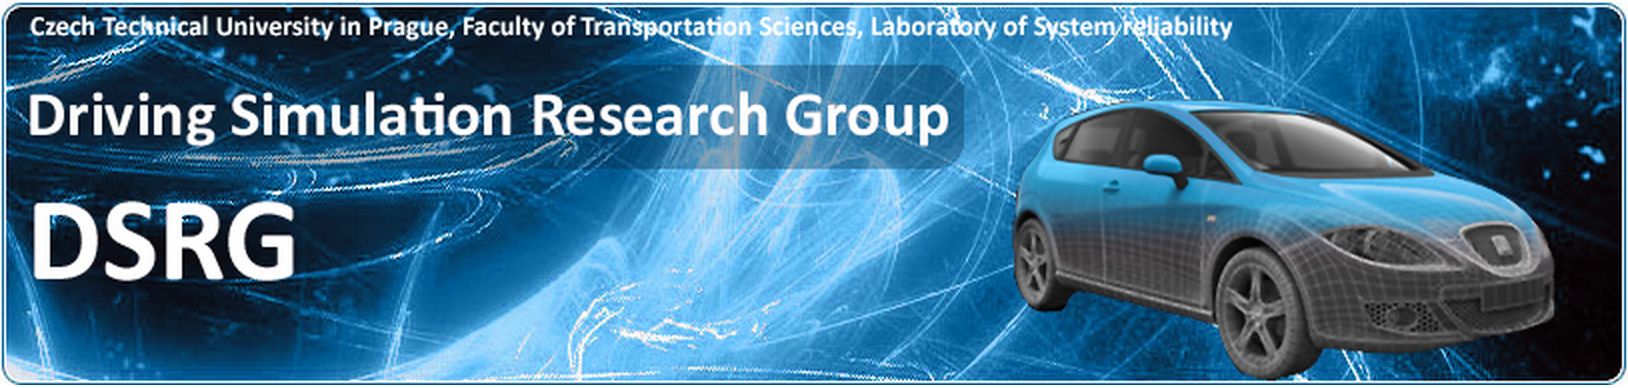 Czech Technical University in Prague, Faculty of Transportation Sciences, Laboratory of System reliability
Driving Simulation Research Group
DSRG